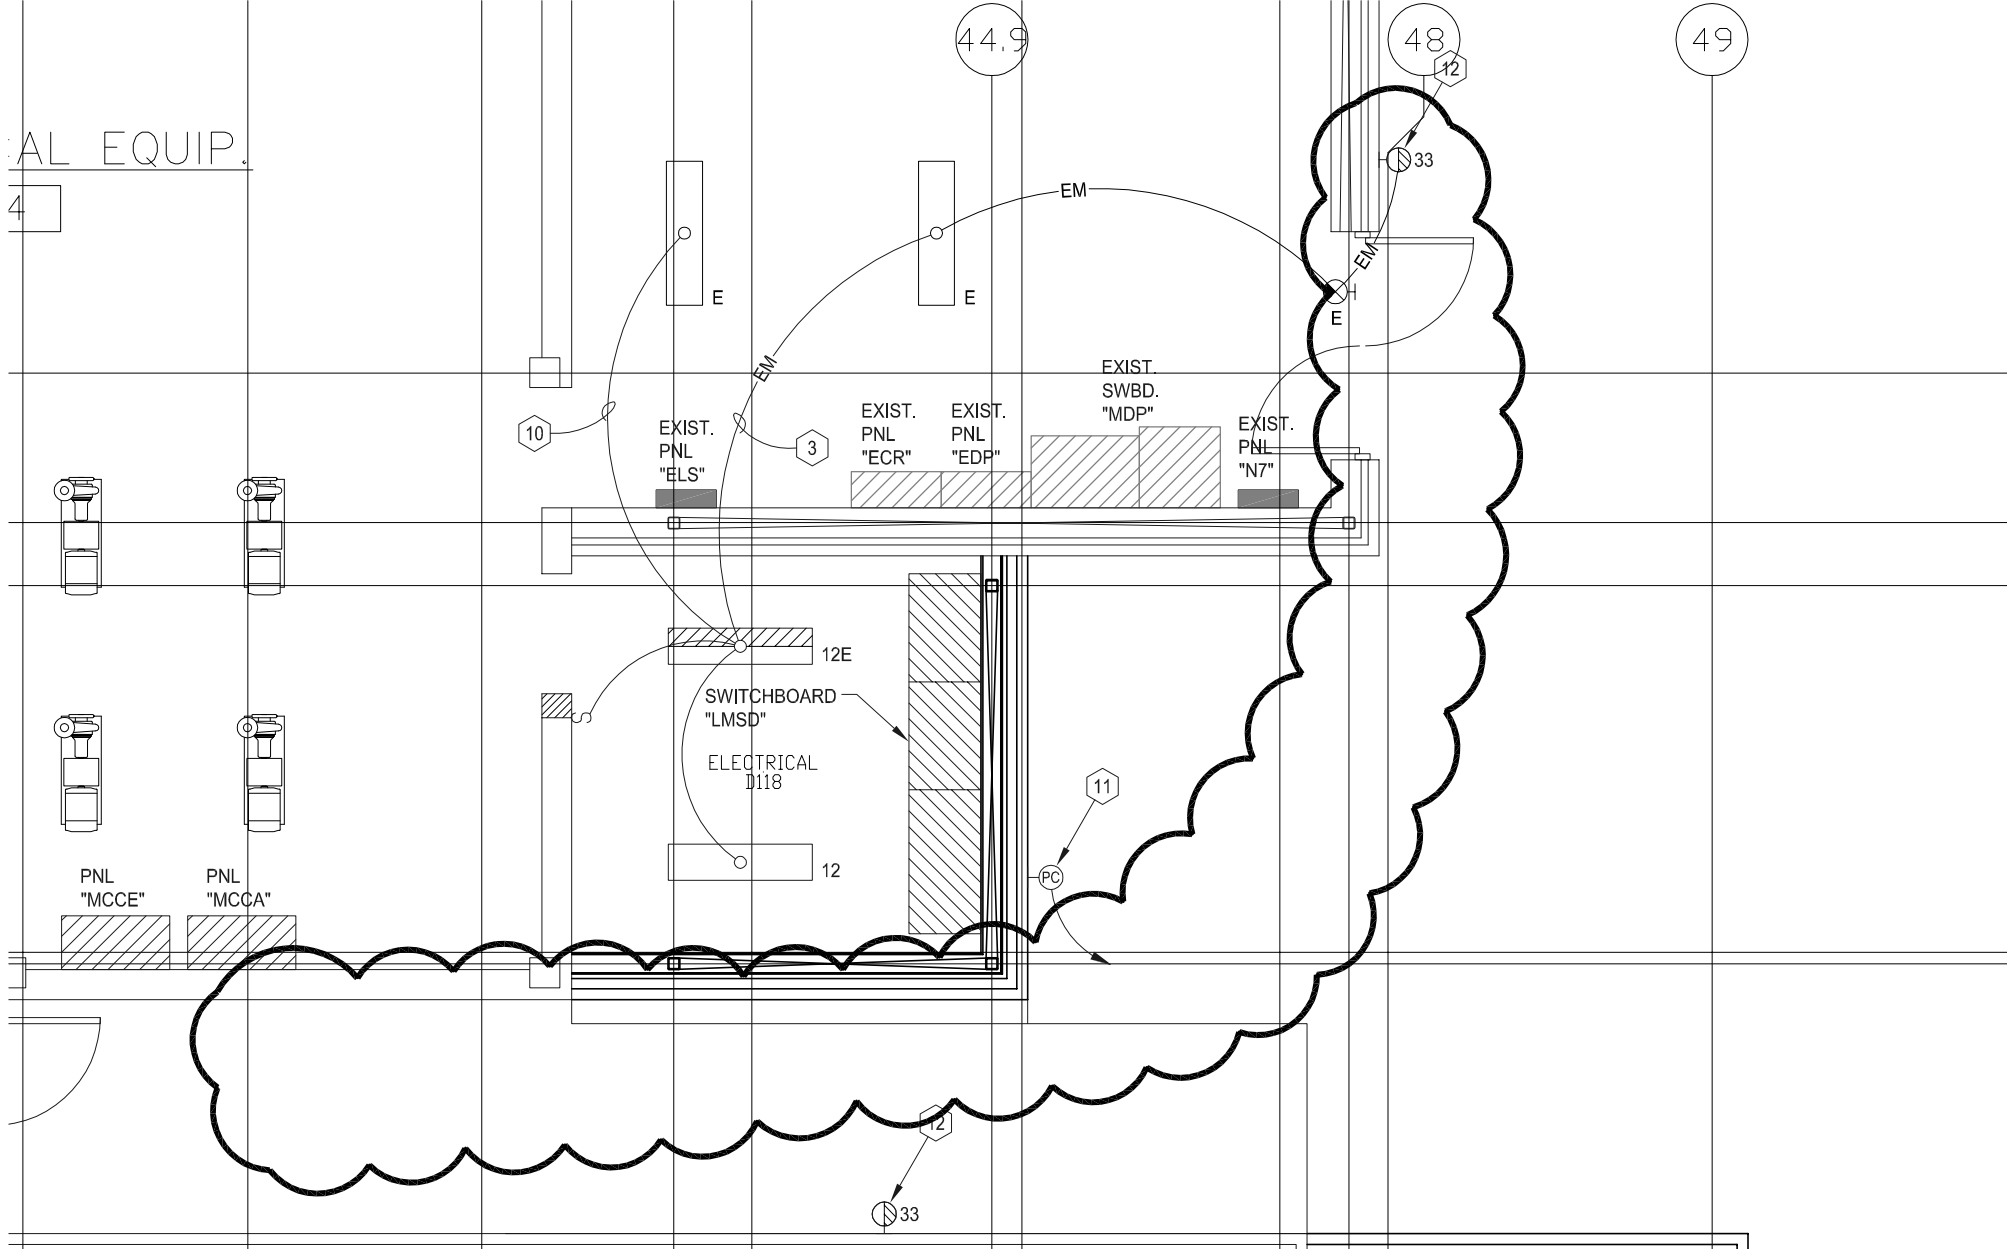 44.9
48
49
12
AL EQUIP.
33
4
EM
EM
E
E
E
EM
EXIST.
SWBD.
"MDP"
EXIST.
PNL
"ECR"
EXIST.
PNL
"EDP"
EXIST.
PNL
"N7"
EXIST.
PNL
"ELS"
10
3
12E
SWITCHBOARD
"LMSD"
S
ELECTRICAL
D118
11
12
PC
PNL
"MCCE"
PNL
"MCCA"
12
33